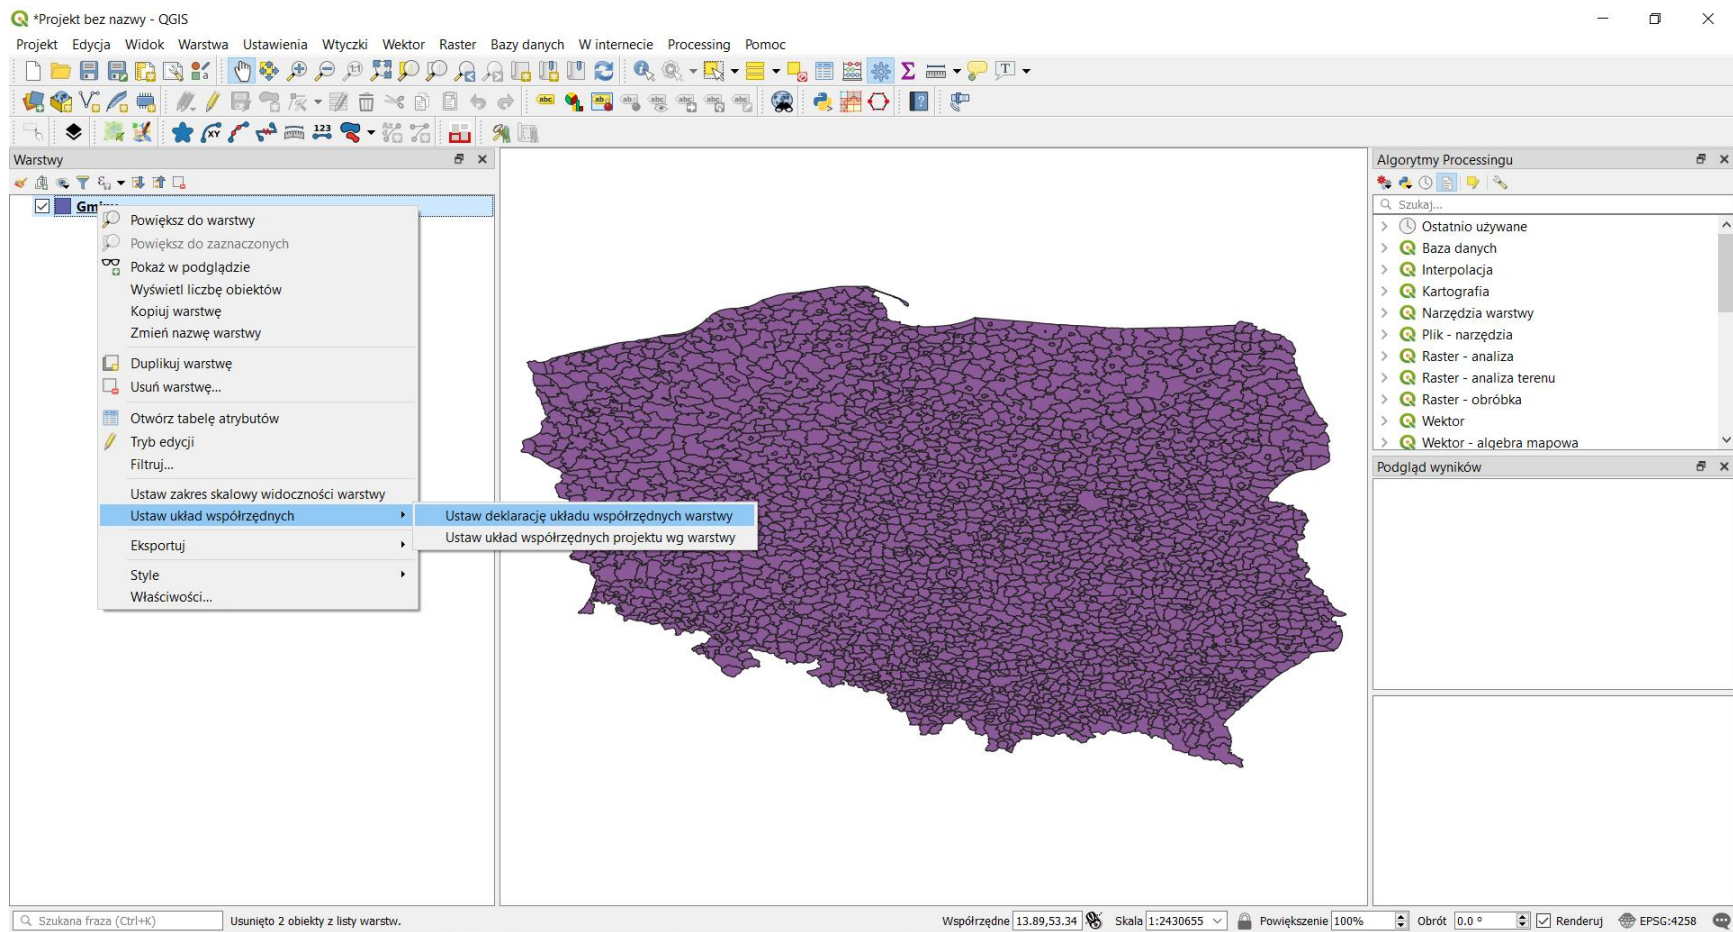 *Projekt bez nazwy - QGIS
Projekt Edycja Widok Warstwa Ustawienia Wtyczki Wektor Raster Bazy danych W internecie Processing Pomoc
Warstwy
Powiększ do warstwy
Powiększ do zaznaczonych
Pokaż w podglądzie
Wyświetl liczbę obiektów
Kopiuj warstwę
Zmień nazwę warstwy
Duplikuj warstwę
Usuń warstwę...
Otwórz tabelę atrybutów
Tryb edycji
Filtruj...
Ustaw zakres skalowy widoczności warstwy
Ustaw układ współrzędnych
Eksportuj
Style
Właściwości...
Ustaw deklarację układu współrzędnych warstwy
Ustaw układ współrzędnych projektu wg warstwy
Algorytmy Processingu
Szukaj...
Ostatnio używane
Baza danych
Interpolacja
Kartografia
Narzędzia warstwy
Plik - narzędzia
Raster - analiza
Raster - analiza terenu
Raster - obróbka
Wektor
Wektor - algebra mapowa
Podgląd wyników
Szukana fraza (Ctrl+K) Usunięto 2 obiekty z listy warstw. Współrzędne 13.89,53.34 Skala 1:2430655 Powiększenie 100% Obrót 0.0 ° Renderuj EPSG:4258